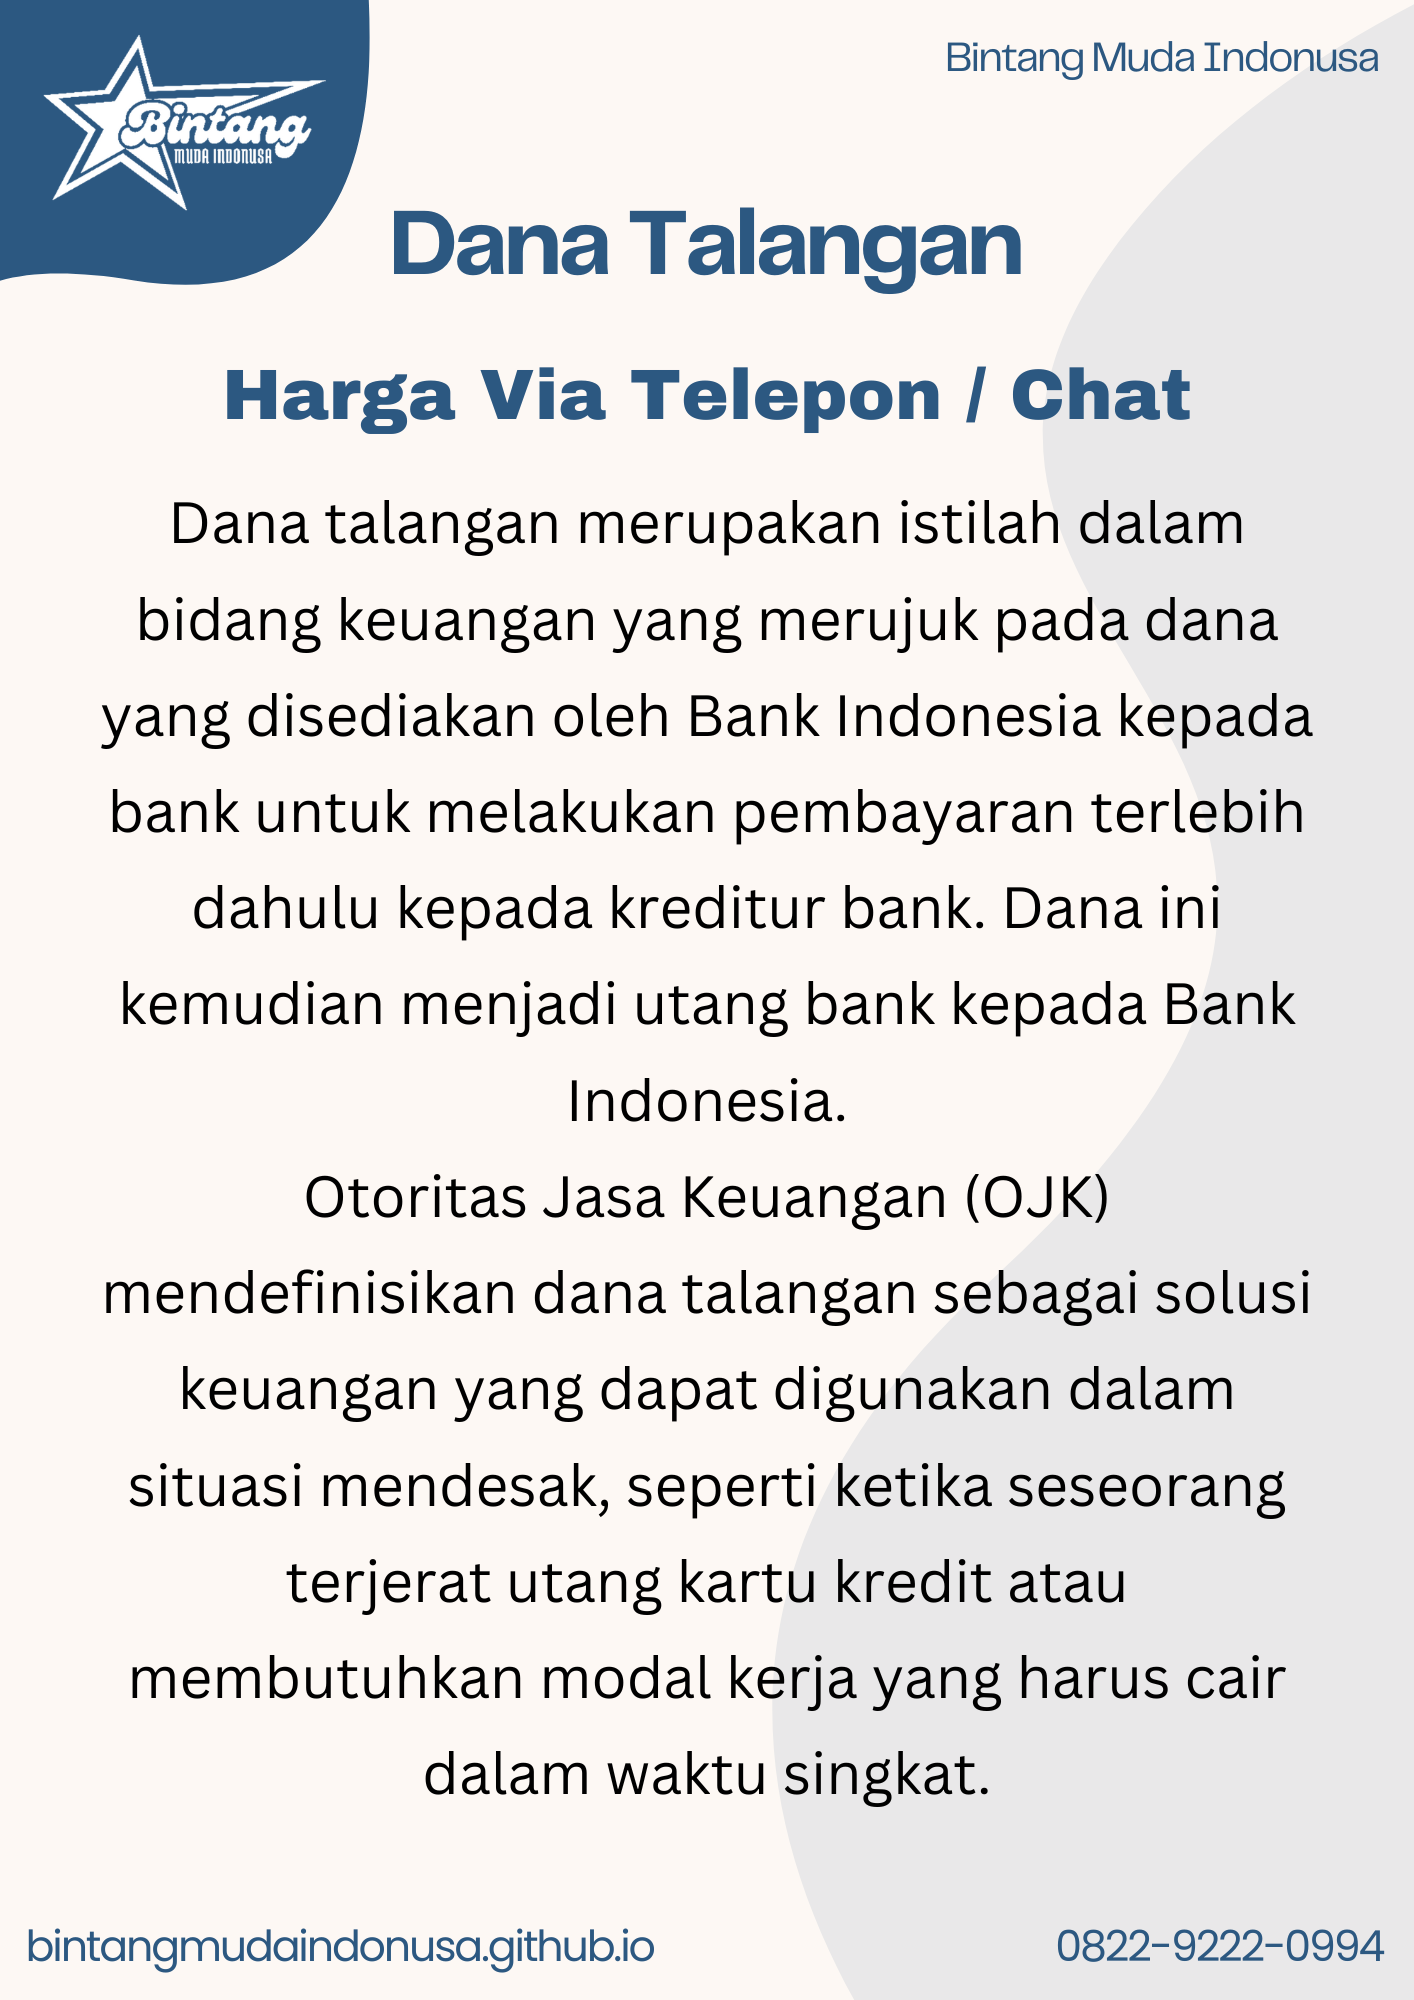 Bintang
MUDA INDONUSA
Bintang Muda Indonusa
Dana Talangan
Harga Via Telepon / Chat
Dana talangan merupakan istilah dalam
bidang keuangan yang merujuk pada dana
yang disediakan oleh Bank Indonesia kepada
bank untuk melakukan pembayaran terlebih
dahulu kepada kreditur bank. Dana ini
kemudian menjadi utang bank kepada Bank
Indonesia.
Otoritas Jasa Keuangan (OJK)
mendefinisikan dana talangan sebagai solusi
keuangan yang dapat digunakan dalam
situasi mendesak, seperti ketika seseorang
terjerat utang kartu kredit atau
membutuhkan modal kerja yang harus cair
dalam waktu singkat.
bintangmudaindonusa.github.io
0822-9222-0994